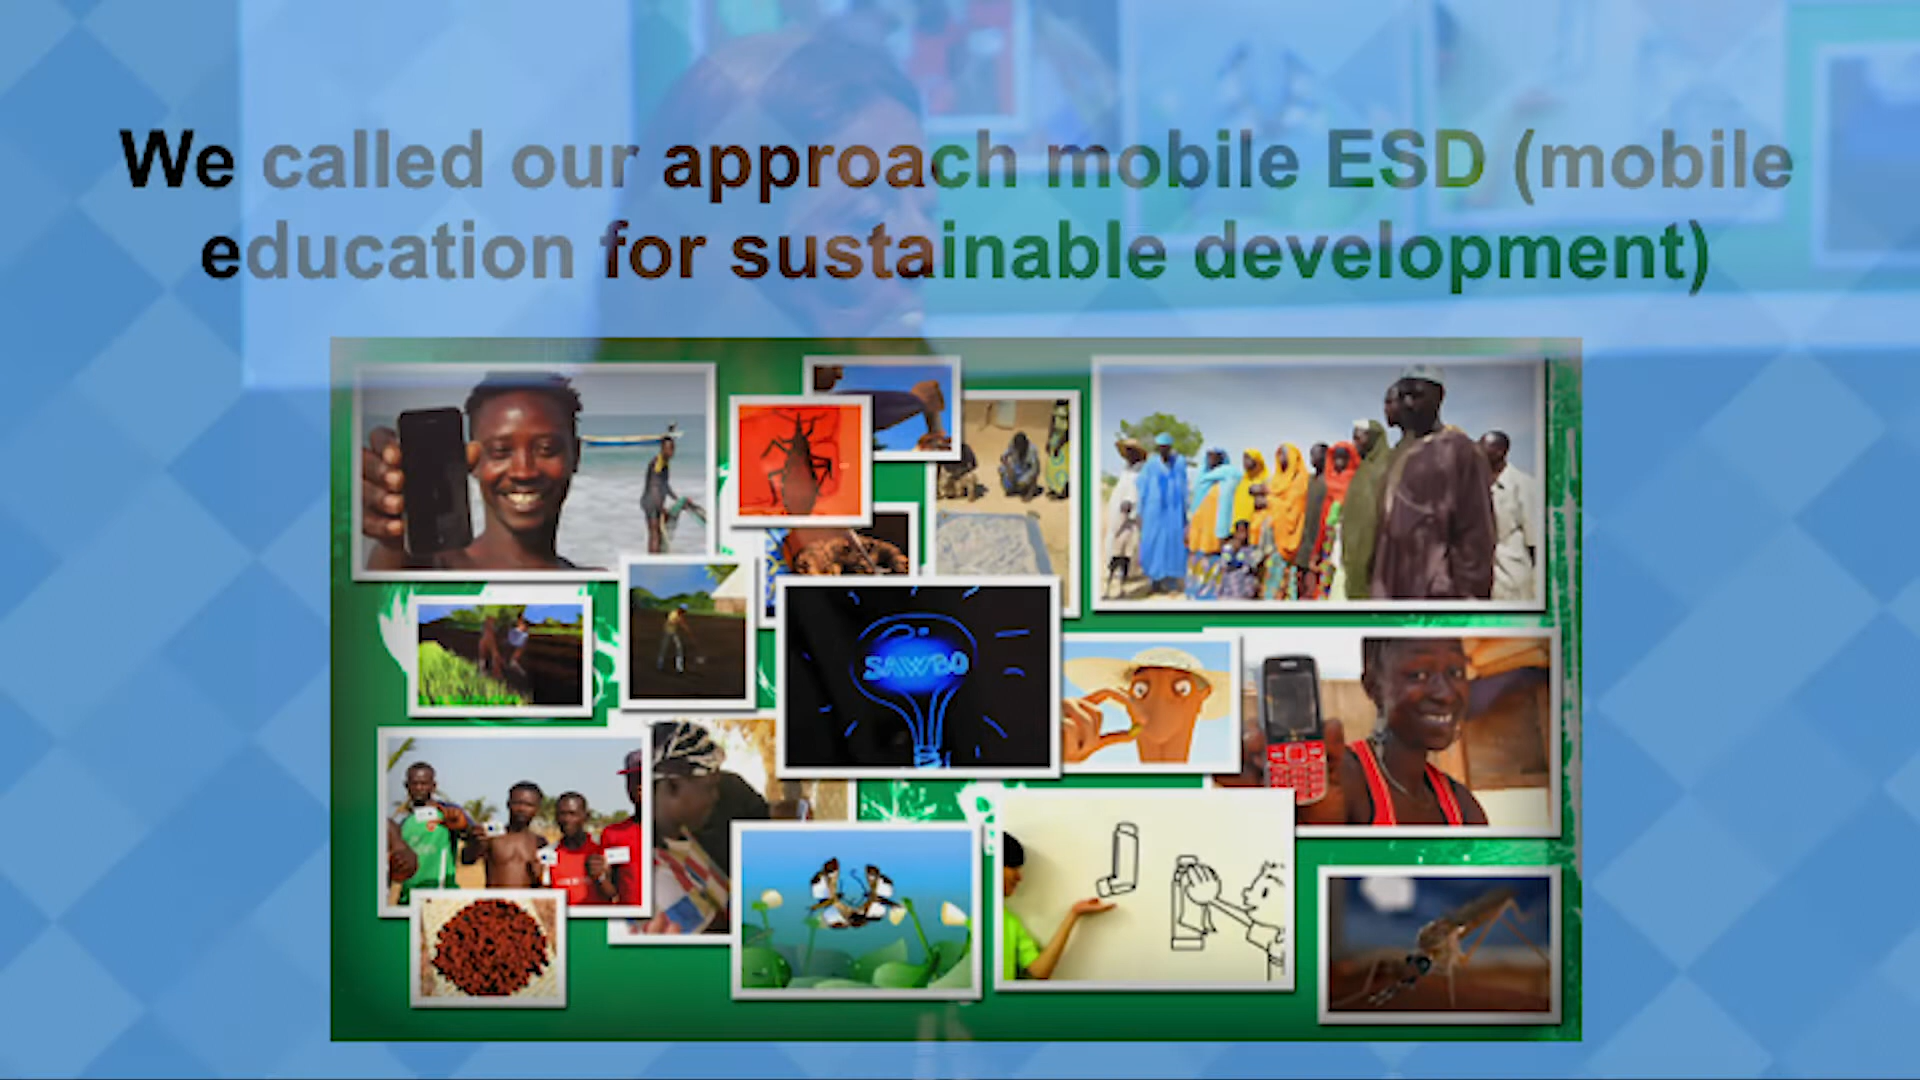 We called our approach mobile ESD (mobile
education for sustainable development)
SAWBO